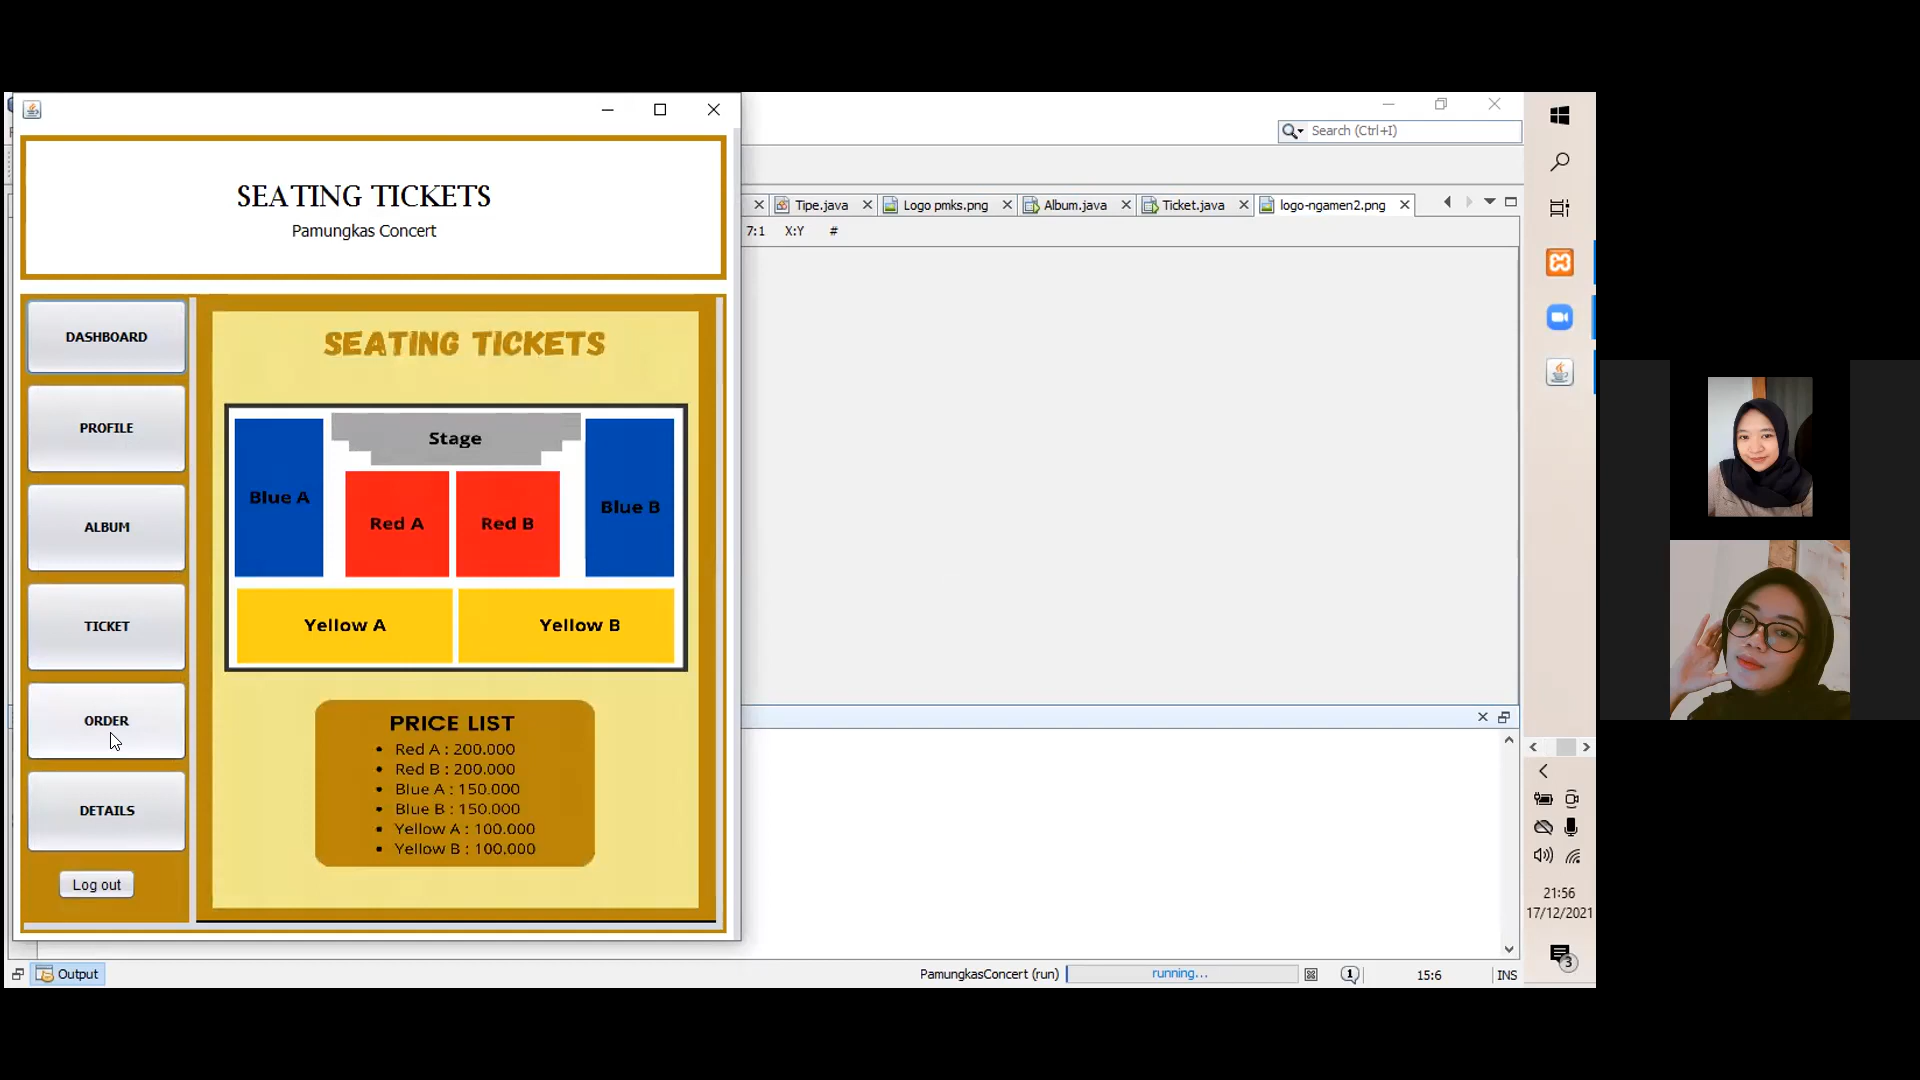 SEATING TICKETS
Pamungkas Concert
DASHBOARD
PROFILE
ALBUM
TICKET
ORDER
DETAILS
Log out
SEATING TICKETS
Stage
Blue A
Blue B
Red A
Red B
Yellow A
Yellow B
PRICE LIST
• Red A : 200.000
• Red B : 200.000
• Blue A : 150.000
• Blue B : 150.000
• Yellow A : 100.000
• Yellow B : 100.000
Search (Ctrl+I)
Tipe.java
Logo pmks.png
Album.java
Ticket.java
logo-ngamen2.png
7:1 X:Y #
Output
PamungkasConcert (run)
running...
1
15:6
INS
21:56
17/12/2021
3